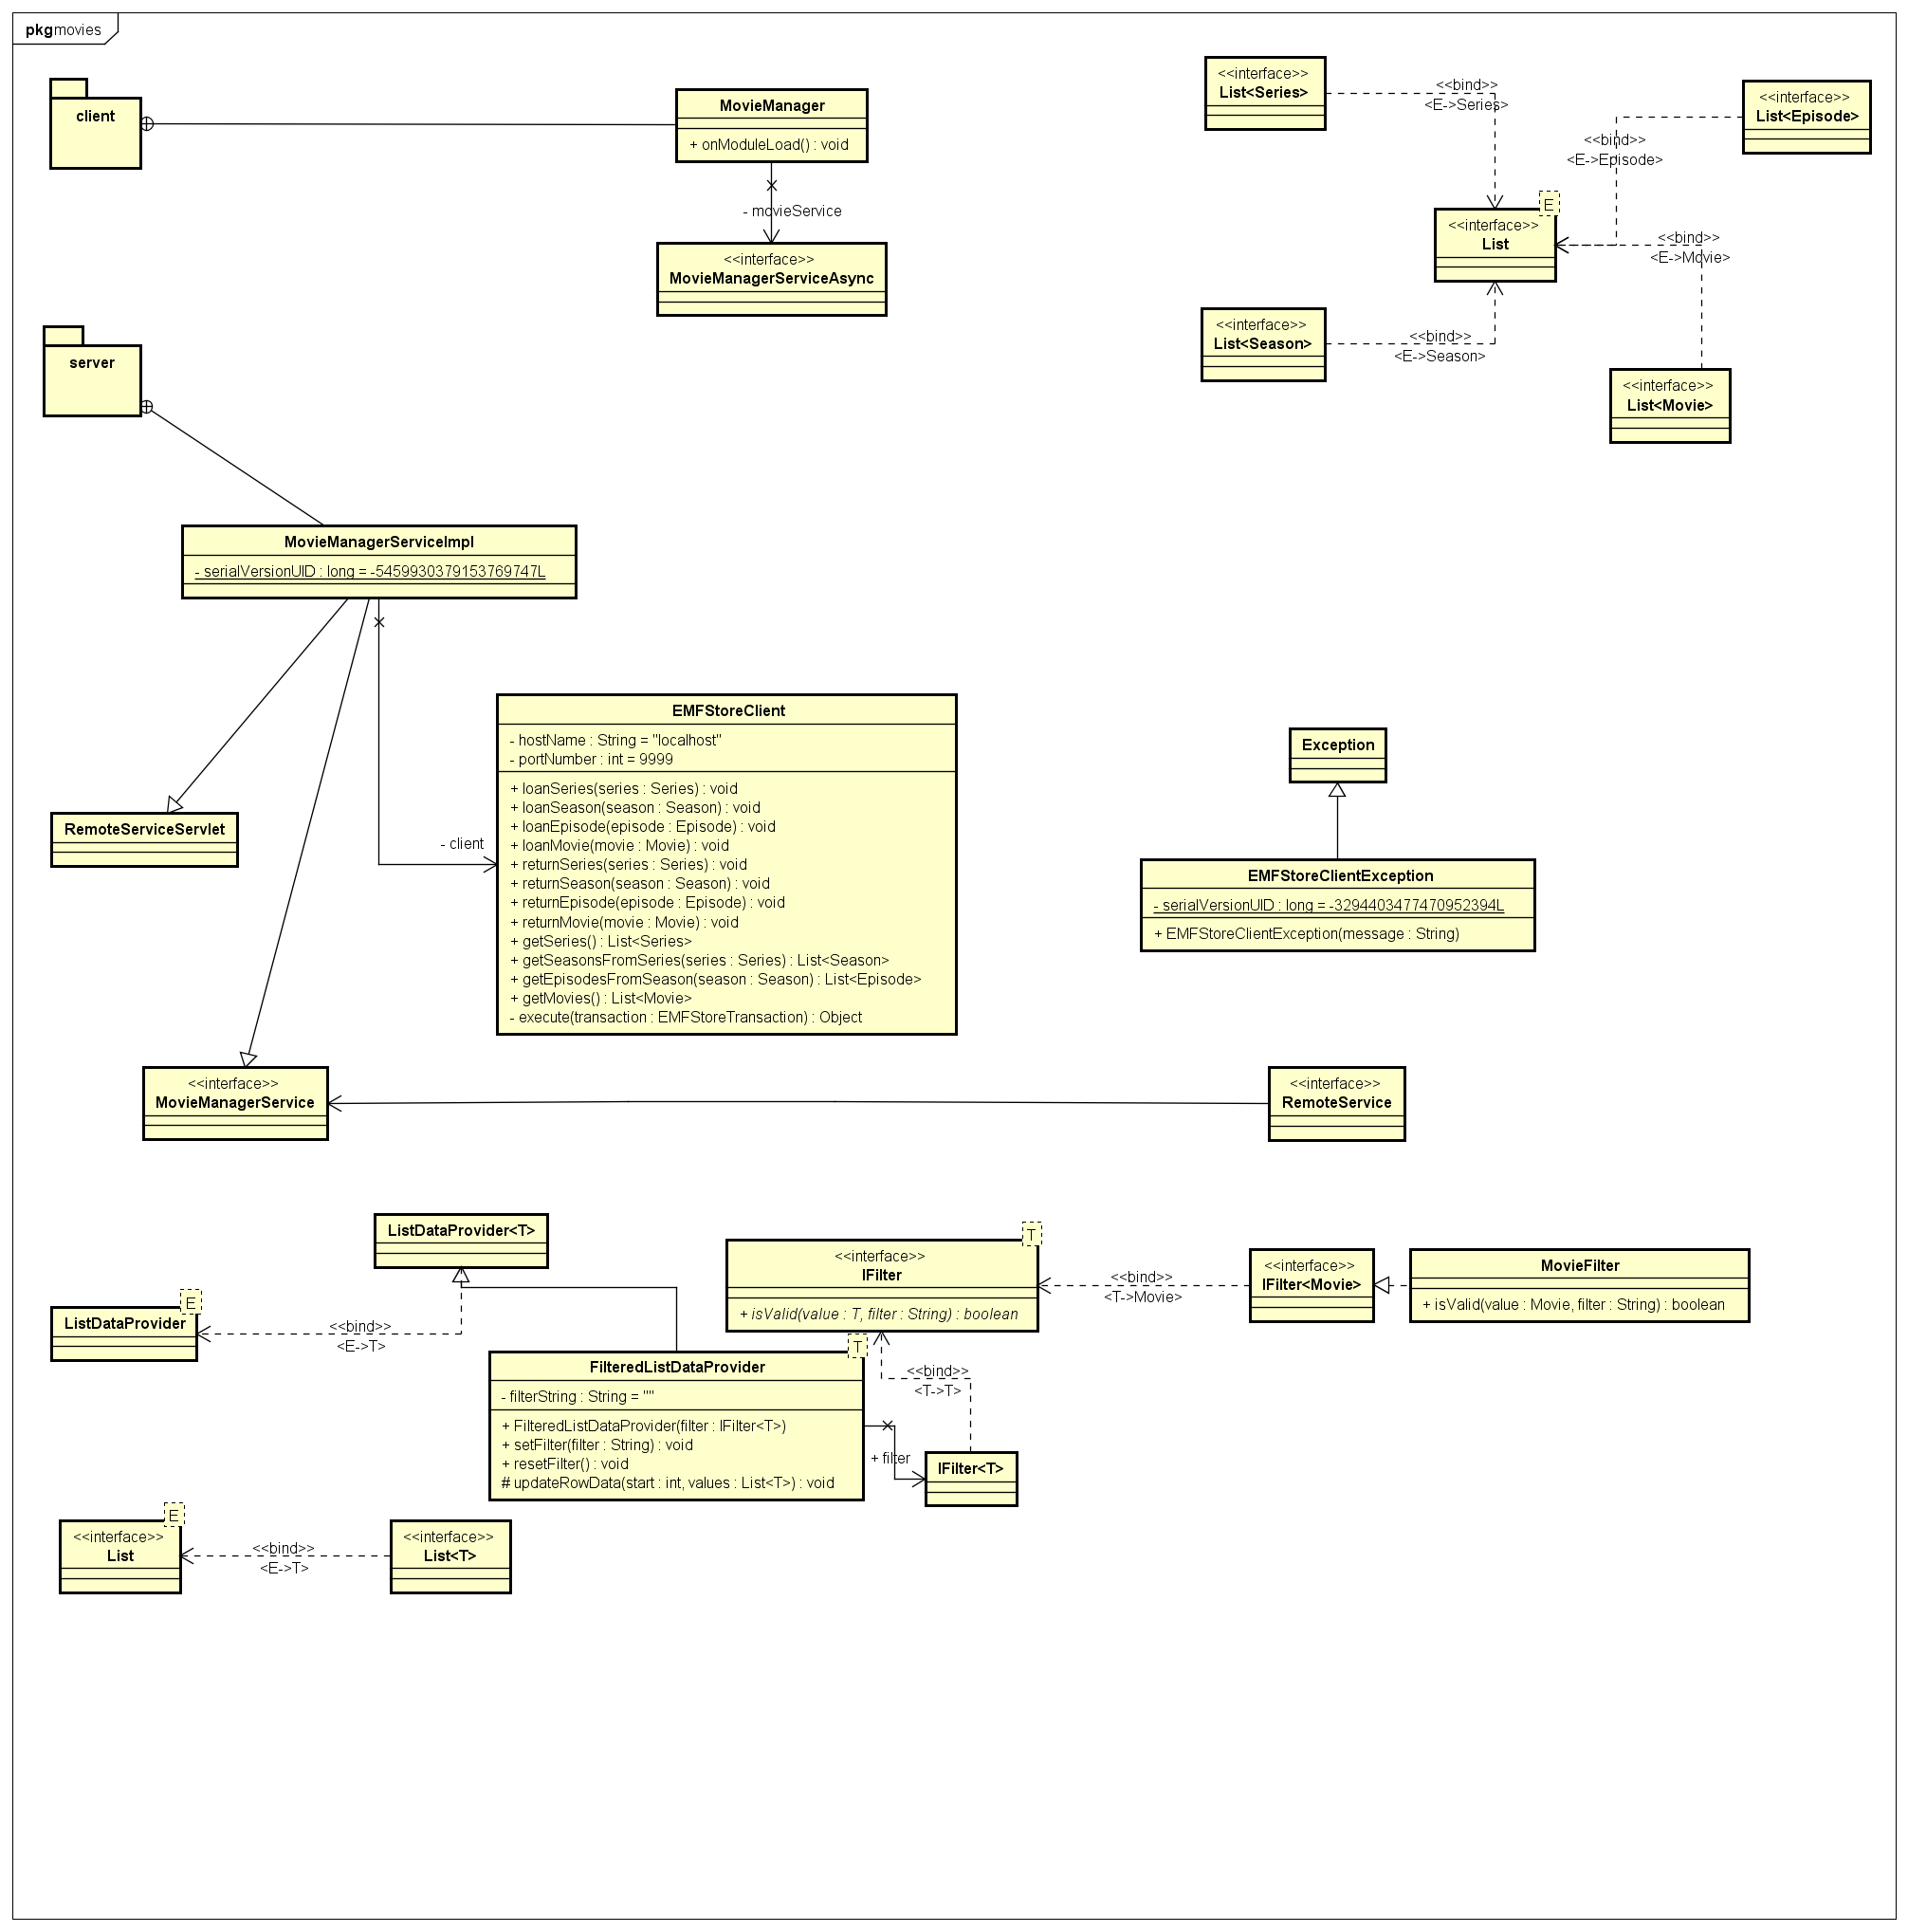 pkg movies
client
MovieManager
+ onModuleLoad() : void
- movieService
<<interface>>
MovieManagerServiceAsync
<<interface>>
List<Series>
<<bind>>
<E->Series>
<<interface>>
List<Episode>
<<bind>>
<E->Episode>
E
<<interface>>
List
<<bind>>
<E->Movie>
<<interface>>
List<Season>
<<bind>>
<E->Season>
<<interface>>
List<Movie>
server
MovieManagerServiceImpl
- serialVersionUID : long = -5459930379153769747L
EMFStoreClient
- hostName : String = "localhost"
- portNumber : int = 9999
+ loanSeries(series : Series) : void
+ loanSeason(season : Season) : void
+ loanEpisode(episode : Episode) : void
+ loanMovie(movie : Movie) : void
+ returnSeries(series : Series) : void
+ returnSeason(season : Season) : void
+ returnEpisode(episode : Episode) : void
+ returnMovie(movie : Movie) : void
+ getSeries() : List<Series>
+ getSeasonsFromSeries(series : Series) : List<Season>
+ getEpisodesFromSeason(season : Season) : List<Episode>
+ getMovies() : List<Movie>
- execute(transaction : EMFStoreTransaction) : Object
- client
RemoteServiceServlet
Exception
EMFStoreClientException
- serialVersionUID : long = -3294403477470952394L
+ EMFStoreClientException(message : String)
<<interface>>
MovieManagerService
<<interface>>
RemoteService
ListDataProvider<T>
E
ListDataProvider
<<bind>>
<E->T>
T
<<interface>>
IFilter
+ isValid(value : T, filter : String) : boolean
<<bind>>
<T->Movie>
<<interface>>
IFilter<Movie>
MovieFilter
+ isValid(value : Movie, filter : String) : boolean
T
FilteredListDataProvider
- filterString : String = ""
+ FilteredListDataProvider(filter : IFilter<T>)
+ setFilter(filter : String) : void
+ resetFilter() : void
# updateRowData(start : int, values : List<T>) : void
<<bind>>
<T->T>
+ filter
IFilter<T>
E
<<interface>>
List
<<bind>>
<E->T>
<<interface>>
List<T>